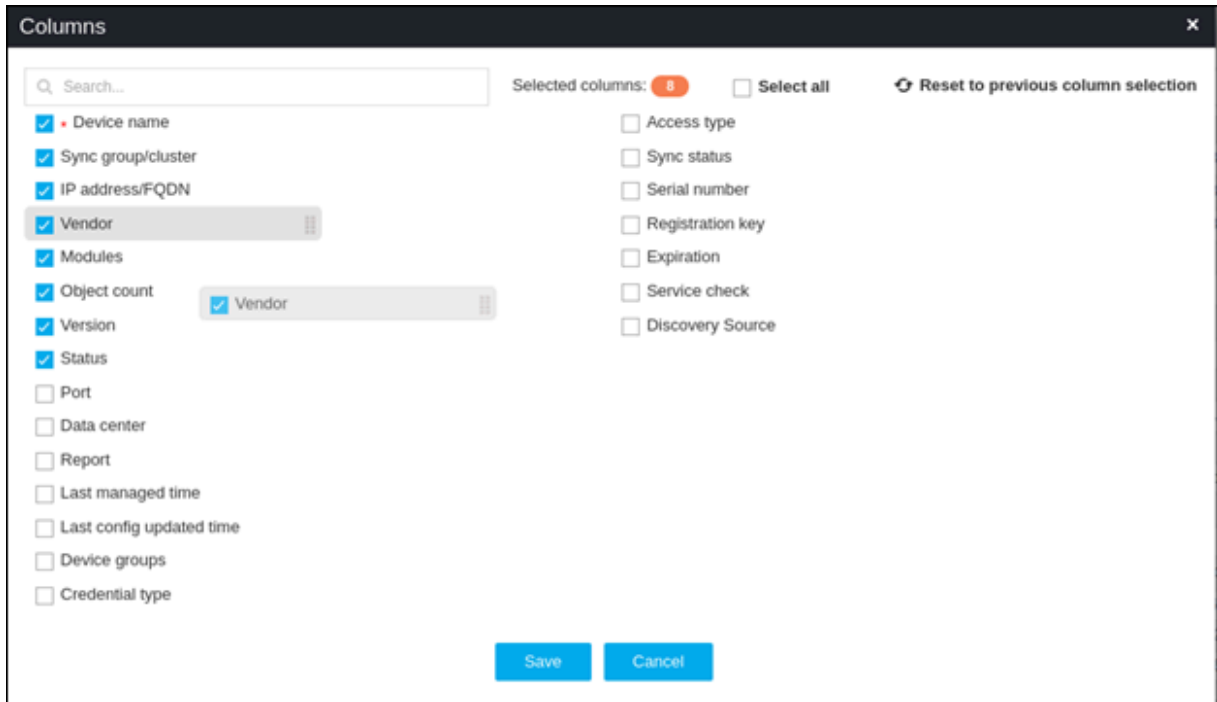 Columns
Search...
Selected columns: 8
Select all
Reset to previous column selection
* Device name
Sync group/cluster
IP address/FQDN
Vendor
Modules
Object count
Vendor
Version
Status
Port
Data center
Report
Last managed time
Last config updated time
Device groups
Credential type
Access type
Sync status
Serial number
Registration key
Expiration
Service check
Discovery Source
Save
Cancel